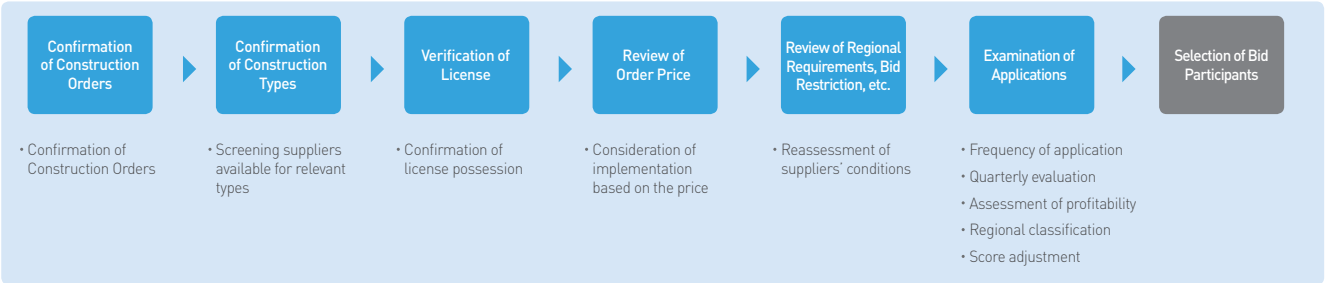 Confirmation
of Construction
Orders
Confirmation
of Construction
Types
Verification of
License
Review of
Order Price
Review of Regional
Requirements, Bid
Restriction, etc.
Examination of
Applications
Selection of Bid
Participants
• Confirmation of
Construction Orders
• Screening suppliers
available for relevant
types
• Confirmation of
license possession
• Consideration of
implementation
based on the price
• Reassessment of
suppliers’ conditions
• Frequency of application
• Quarterly evaluation
• Assessment of profitability
• Regional classification
• Score adjustment